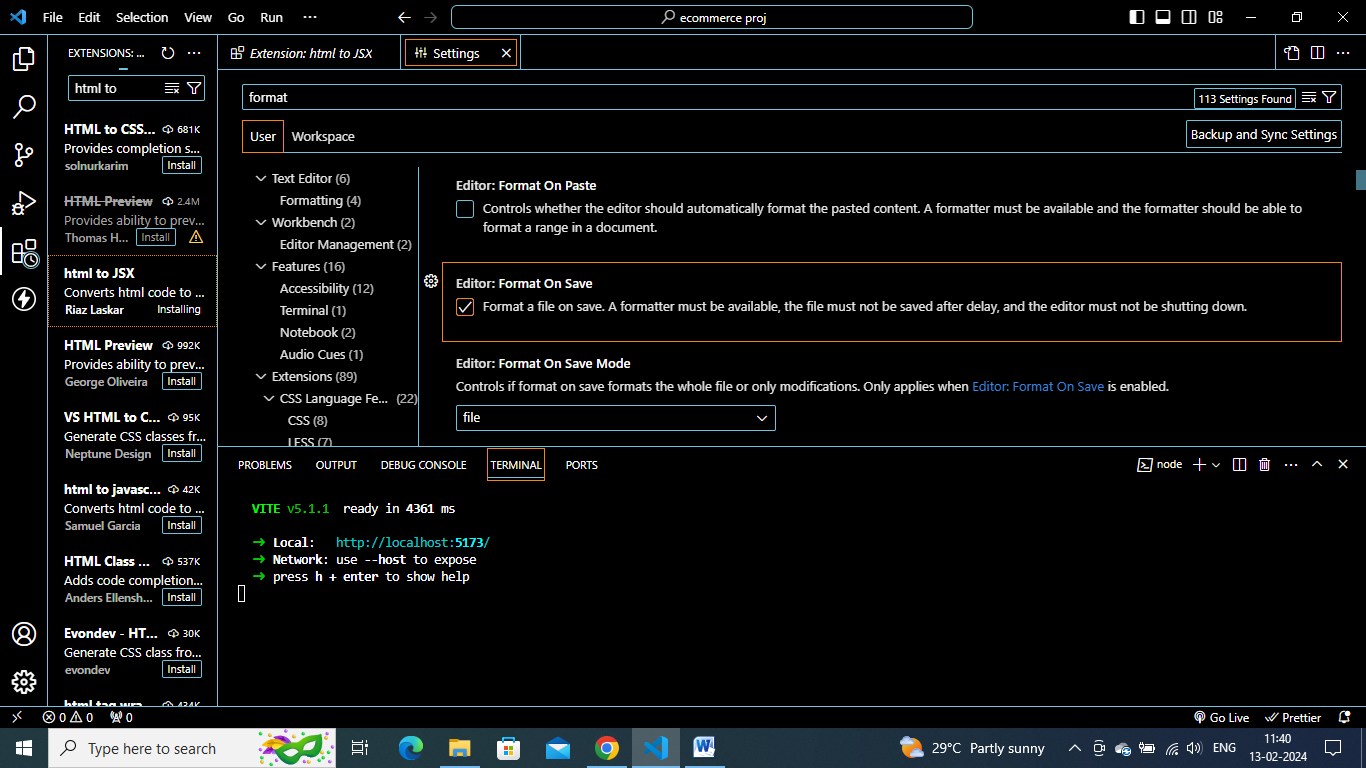 File Edit Selection View Go Run ···
ecommerce proj
EXTENSIONS: ...
html to
HTML to CSS... 681K
Provides completion s...
solnurkarim Install
HTML Preview 2.4M
Provides ability to prev...
Thomas H... Install
html to JSX
Converts html code to ...
Riaz Laskar Installing
HTML Preview 992K
Provides ability to prev...
George Oliveira Install
VS HTML to C... 95K
Generate CSS classes fr...
Neptune Design Install
html to javasc... 42K
Converts html code to ...
Samuel Garcia Install
HTML Class ... 537K
Adds code completion...
Anders Ellensh... Install
Evondev - HT... 30K
Generate CSS class fro...
evondev Install
html tag wra... 434K
Extension: html to JSX Settings
format 113 Settings Found
User Workspace Backup and Sync Settings
Text Editor (6)
Formatting (4)
Workbench (2)
Editor Management (2)
Features (16)
Accessibility (12)
Terminal (1)
Notebook (2)
Audio Cues (1)
Extensions (89)
CSS Language Fe... (22)
CSS (8)
LESS (7)
Editor: Format On Paste
Controls whether the editor should automatically format the pasted content. A formatter must be available and the formatter should be able to
format a range in a document.
Editor: Format On Save
Format a file on save. A formatter must be available, the file must not be saved after delay, and the editor must not be shutting down.
Editor: Format On Save Mode
Controls if format on save formats the whole file or only modifications. Only applies when Editor: Format On Save is enabled.
file
PROBLEMS OUTPUT DEBUG CONSOLE TERMINAL PORTS node
VITE v5.1.1 ready in 4361 ms
➜ Local: http://localhost:5173/
➜ Network: use --host to expose
➜ press h + enter to show help
0 0 0 Go Live Prettier
Type here to search 29°C Partly sunny ENG 11:40
13-02-2024